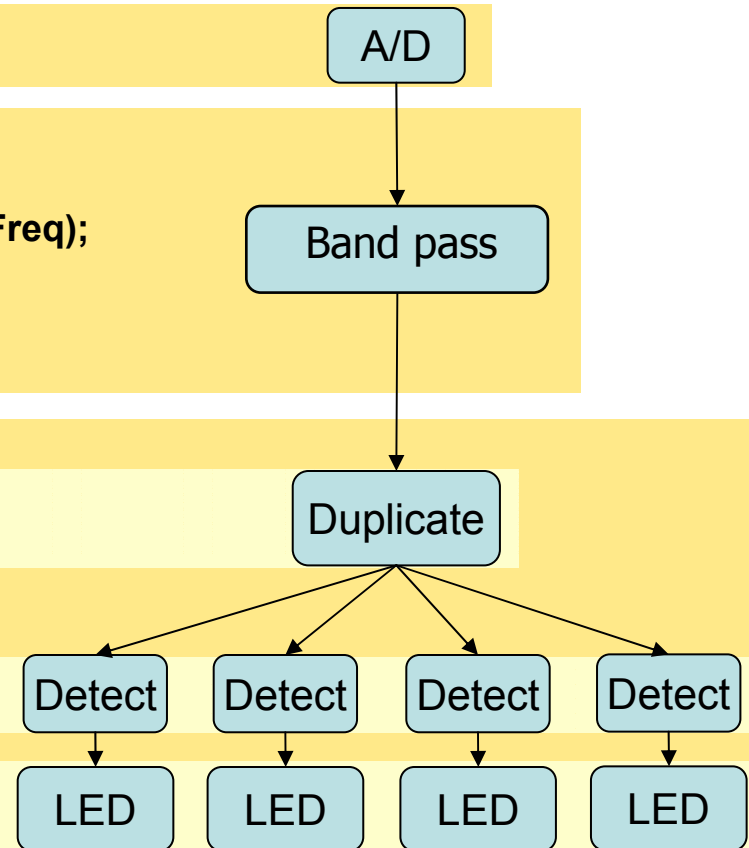 A/D
Freq);
Band pass
Duplicate
Detect Detect Detect Detect
LED LED LED LED